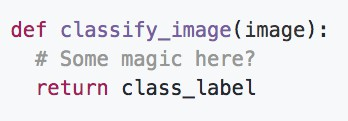 def classify_image(image):
  # Some magic here?
  return class_label